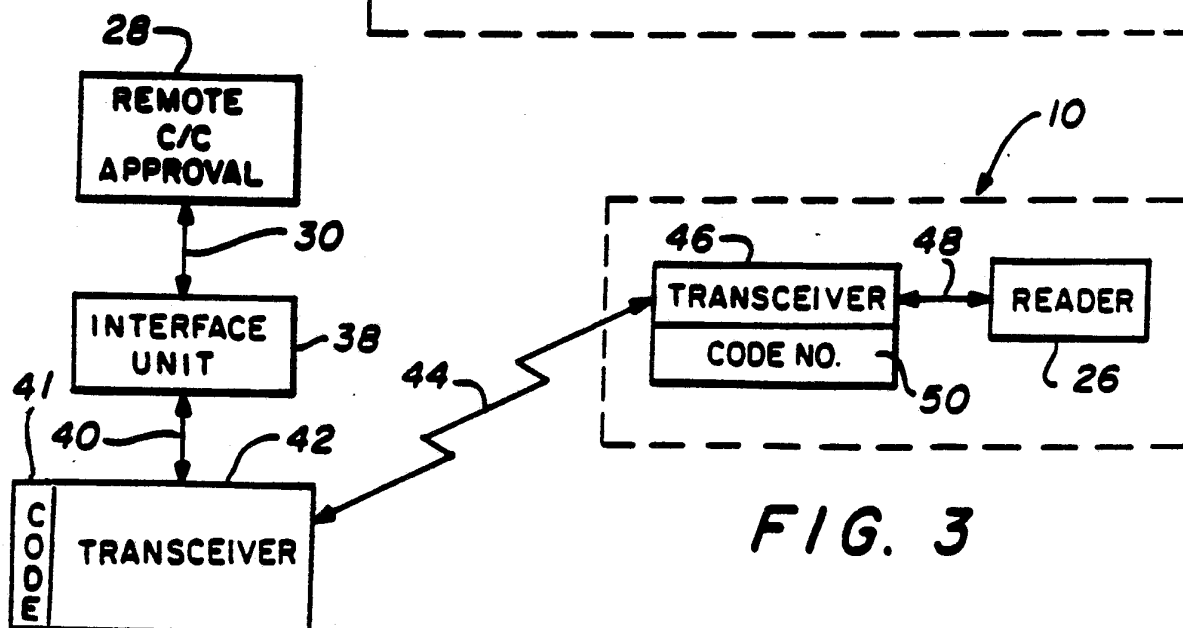 28
REMOTE
C/C
APPROVAL
30
INTERFACE
UNIT
38
41
40
42
CODE
TRANSCEIVER
44
10
46
TRANSCEIVER
CODE NO.
50
48
READER
26
FIG. 3